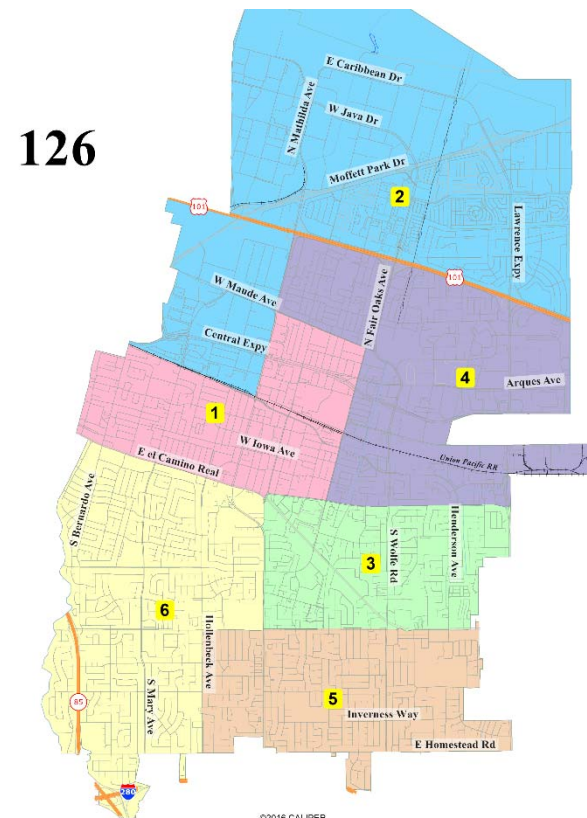 E Caribbean Dr
N Mathilda Ave
W Java Dr
126
Moffett Park Dr
2
101
Lawrence Expy
W Maude Ave
N Fair Oaks Ave
101
Central Expy
4
Arques Ave
1
W Iowa Ave
E el Camino Real
Union Pacific RR
S Bernardo Ave
Henderson Ave
S Wolfe Rd
3
6
Hollenbeck Ave
S Mary Ave
85
5
Inverness Way
E Homestead Rd
280
©2016 CALIPER